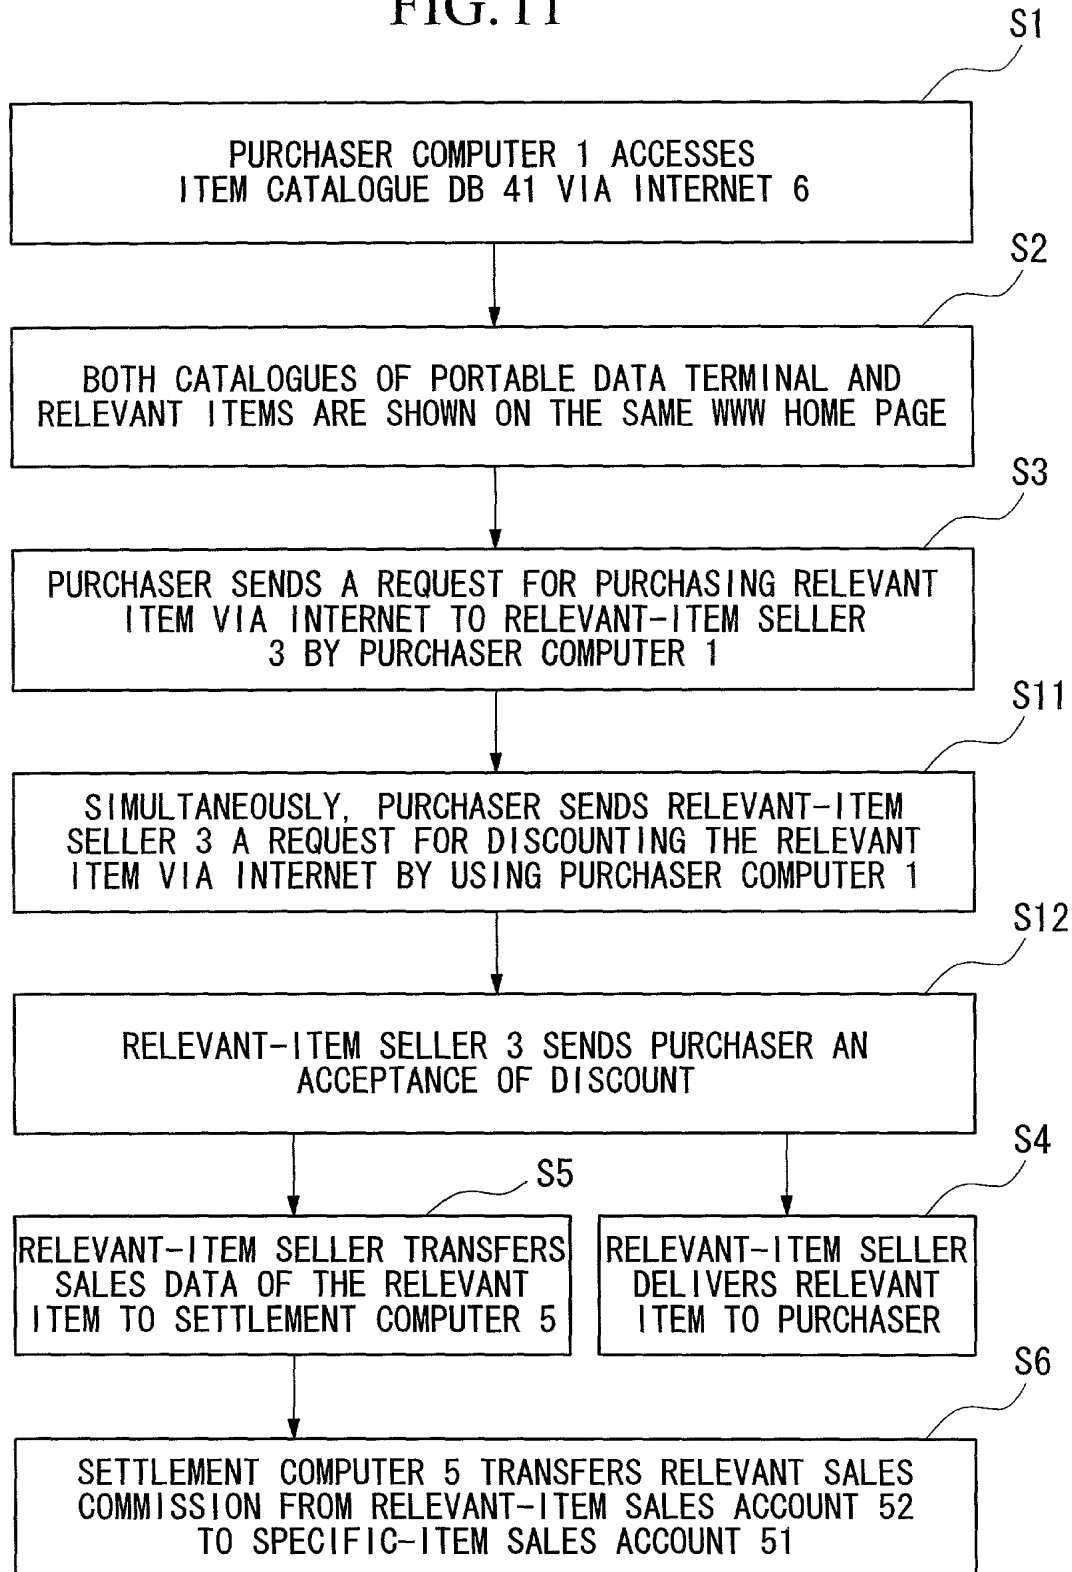 FIG. 11
S1
PURCHASER COMPUTER 1 ACCESSES
ITEM CATALOGUE DB 41 VIA INTERNET 6
S2
BOTH CATALOGUES OF PORTABLE DATA TERMINAL AND
RELEVANT ITEMS ARE SHOWN ON THE SAME WWW HOME PAGE
S3
PURCHASER SENDS A REQUEST FOR PURCHASING RELEVANT
ITEM VIA INTERNET TO RELEVANT-ITEM SELLER
3 BY PURCHASER COMPUTER 1
S11
SIMULTANEOUSLY, PURCHASER SENDS RELEVANT-ITEM
SELLER 3 A REQUEST FOR DISCOUNTING THE RELEVANT
ITEM VIA INTERNET BY USING PURCHASER COMPUTER 1
S12
RELEVANT-ITEM SELLER 3 SENDS PURCHASER AN
ACCEPTANCE OF DISCOUNT
S5
RELEVANT-ITEM SELLER TRANSFERS
SALES DATA OF THE RELEVANT
ITEM TO SETTLEMENT COMPUTER 5
S4
RELEVANT-ITEM SELLER
DELIVERS RELEVANT
ITEM TO PURCHASER
S6
SETTLEMENT COMPUTER 5 TRANSFERS RELEVANT SALES
COMMISSION FROM RELEVANT-ITEM SALES ACCOUNT 52
TO SPECIFIC-ITEM SALES ACCOUNT 51